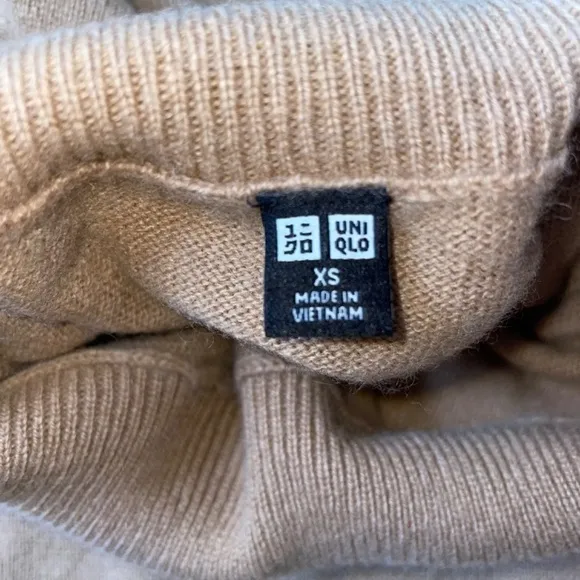 ユニ UNI
クロ QLO
XS
MADE IN
VIETNAM